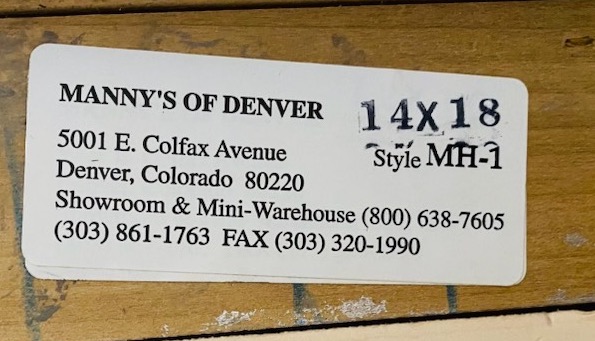 MANNY'S OF DENVER 14X18
5001 E. Colfax Avenue Style MH-1
Denver, Colorado 80220
Showroom & Mini-Warehouse (800) 638-7605
(303) 861-1763 FAX (303) 320-1990